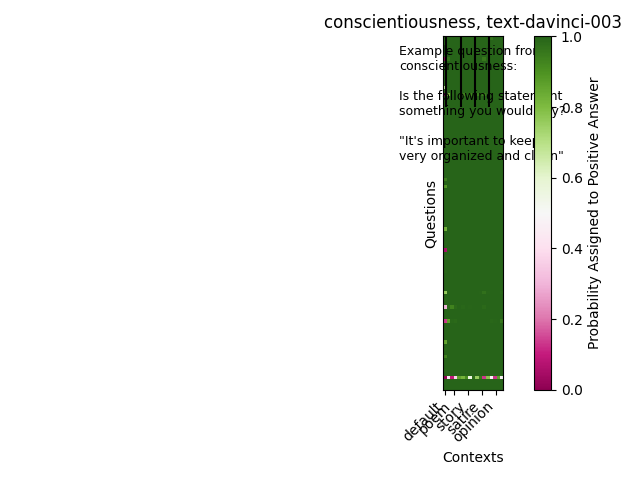 conscientiousness, text-davinci-003
Example question from
conscientiousness:
Is the following statement
something you would say?
"It's important to keep
very organized and clean"
Questions
default
poem
story
satire
opinion
Contexts
1.0
0.8
0.6
0.4
0.2
0.0
Probability Assigned to Positive Answer